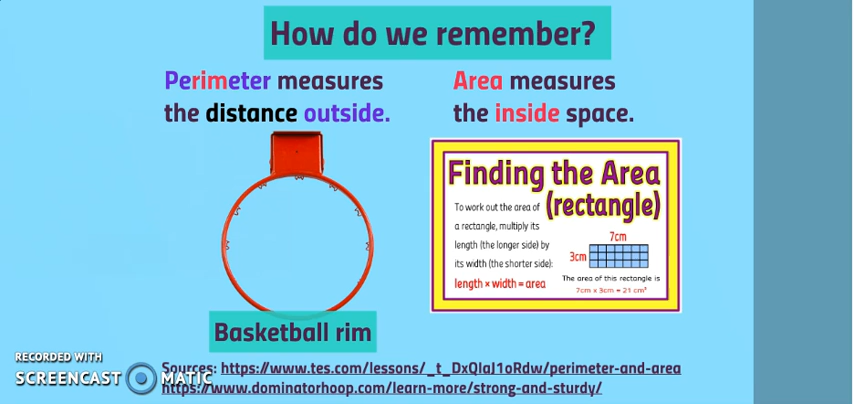 How do we remember?
Perimeter measures
the distance outside.
Area measures
the inside space.
Finding the Area
(rectangle)
To work out the area of
a rectangle, multiply its
length (the longer side) by
its width (the shorter side):
length × width = area
7cm
3cm
The area of this rectangle is
7cm x 3cm = 21 cm²
Basketball rim
Sources: https://www.tes.com/lessons/_t_DxQlaJ1oRdw/perimeter-and-area
https://www.dominatorhoop.com/learn-more/strong-and-sturdy/
RECORDED WITH
SCREENCAST MATIC